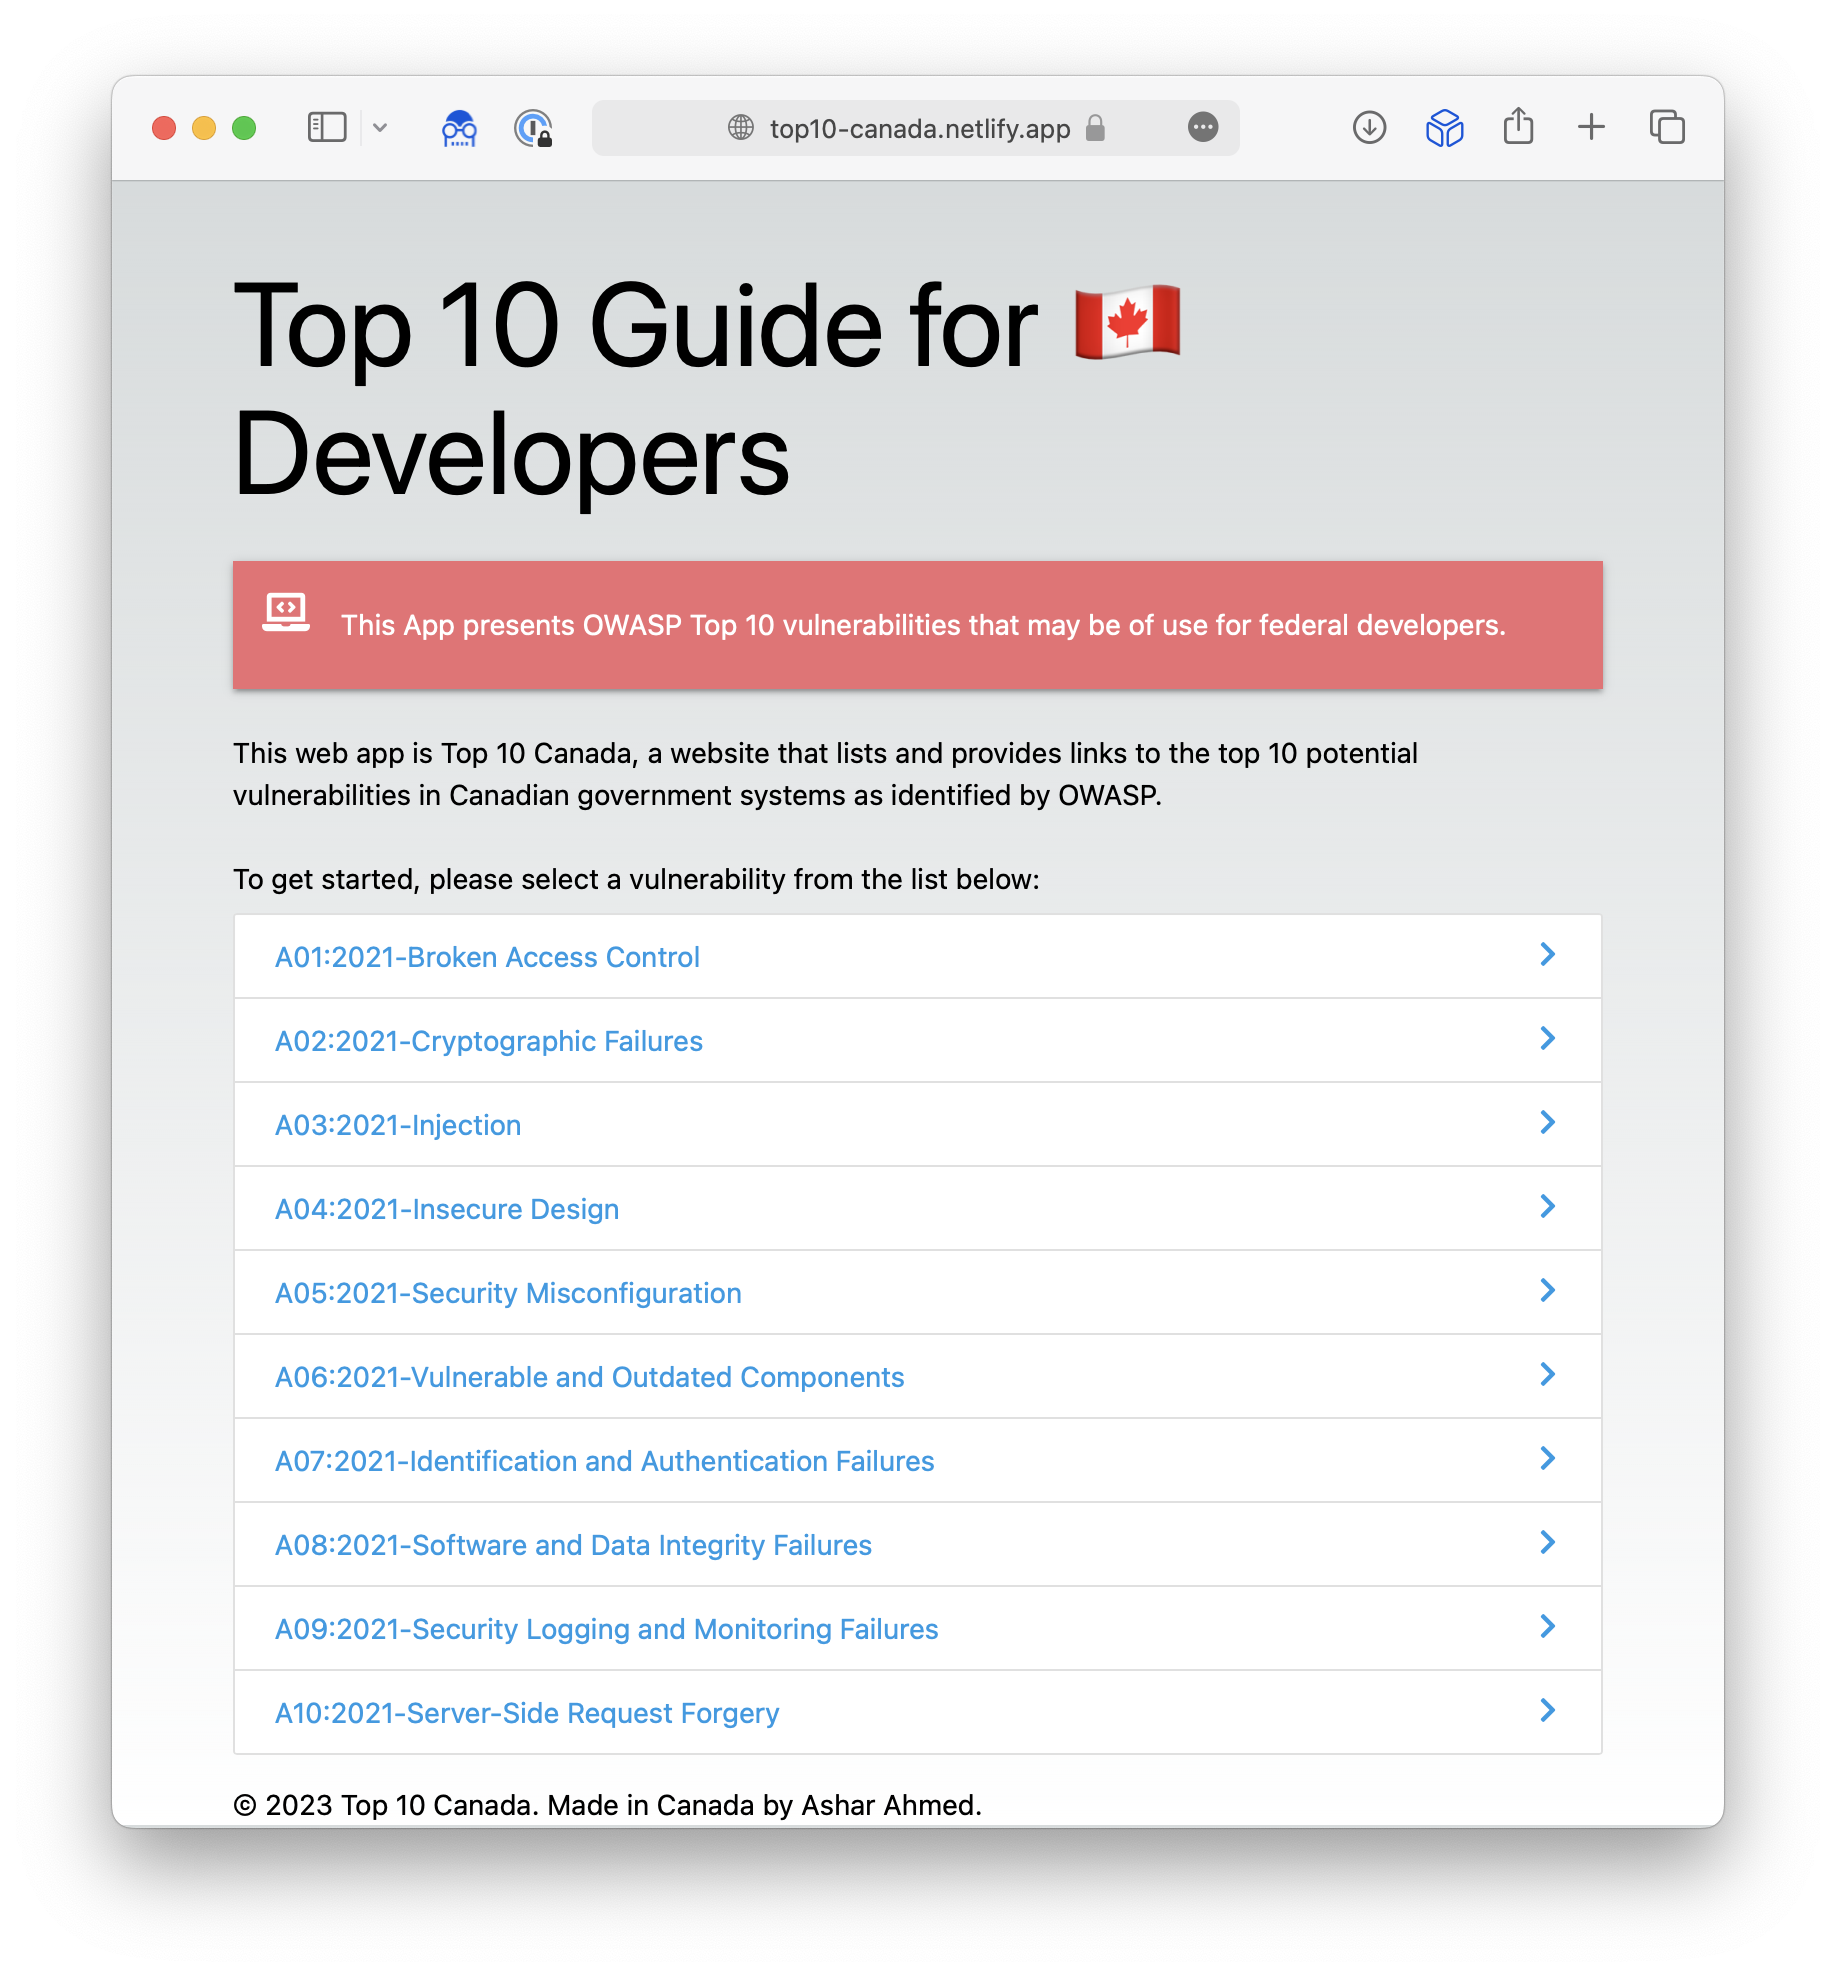 top10-canada.netlify.app
Top 10 Guide for 🇨🇦
Developers
This App presents OWASP Top 10 vulnerabilities that may be of use for federal developers.
This web app is Top 10 Canada, a website that lists and provides links to the top 10 potential
vulnerabilities in Canadian government systems as identified by OWASP.
To get started, please select a vulnerability from the list below:
A01:2021-Broken Access Control
A02:2021-Cryptographic Failures
A03:2021-Injection
A04:2021-Insecure Design
A05:2021-Security Misconfiguration
A06:2021-Vulnerable and Outdated Components
A07:2021-Identification and Authentication Failures
A08:2021-Software and Data Integrity Failures
A09:2021-Security Logging and Monitoring Failures
A10:2021-Server-Side Request Forgery
© 2023 Top 10 Canada. Made in Canada by Ashar Ahmed.